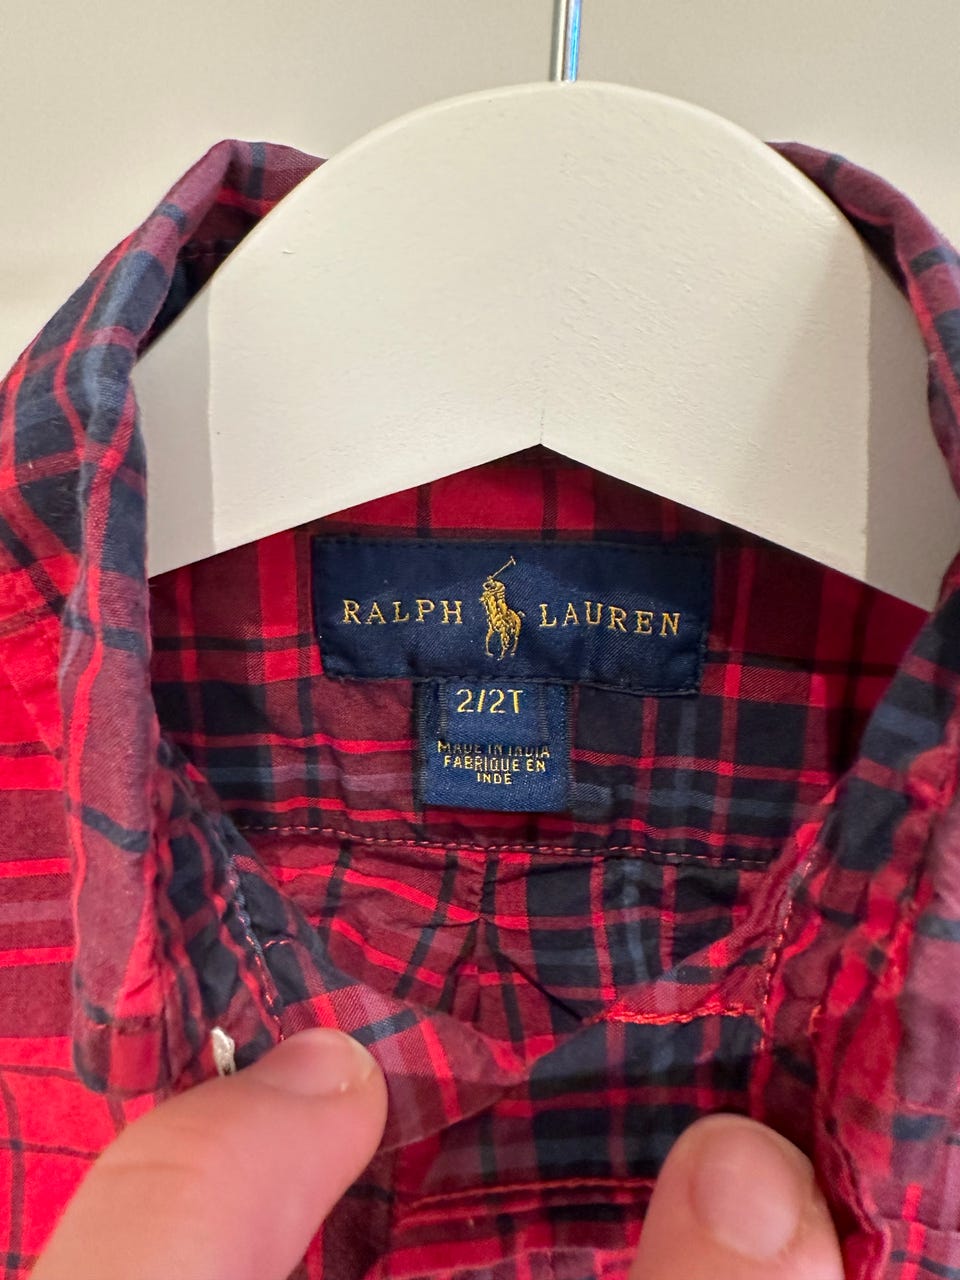 RALPH LAUREN
2/2T
MADE IN INDIA
FABRIQUE EN
INDE